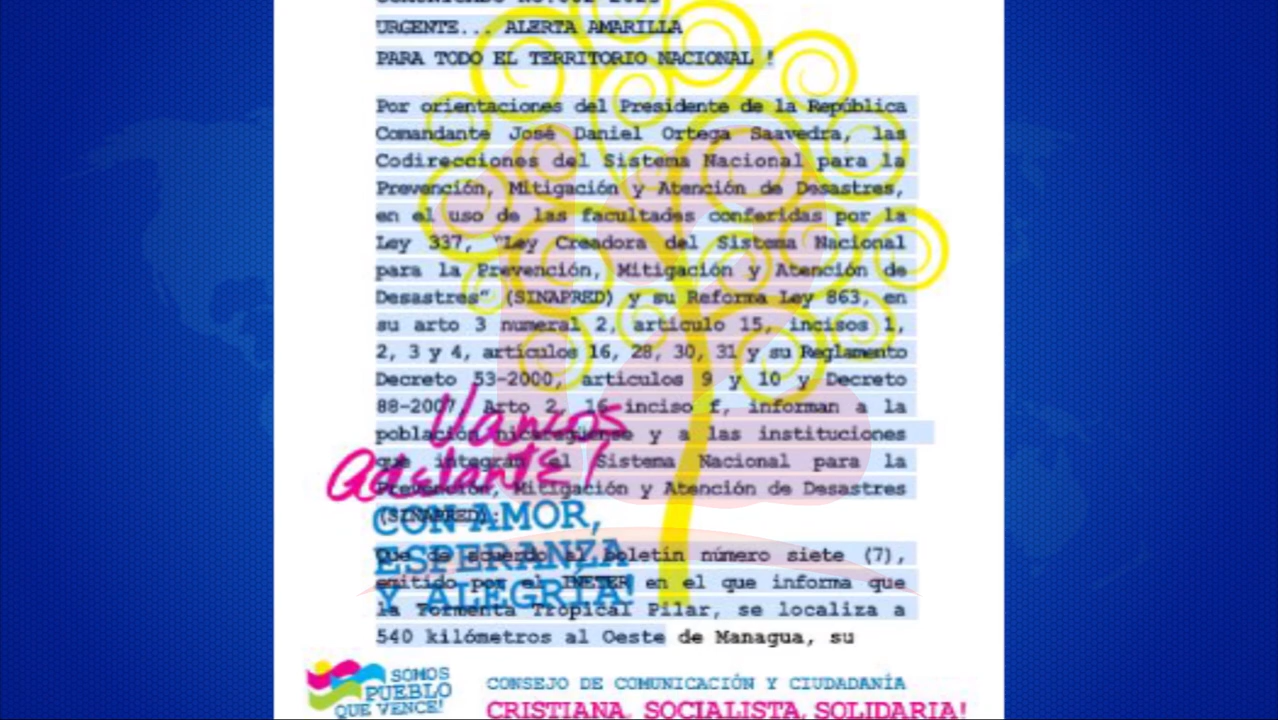 COMUNICADO NO.002-2023
URGENTE... ALERTA AMARILLA
PARA TODO EL TERRITORIO NACIONAL !
Por orientaciones del Presidente de la República
Comandante José Daniel Ortega Saavedra, las
Codirecciones del Sistema Nacional para la
Prevención, Mitigación y Atención de Desastres,
en el uso de las facultades conferidas por la
Ley 337, "Ley Creadora del Sistema Nacional
para la Prevención, Mitigación y Atención de
Desastres" (SINAPRED) y su Reforma Ley 863, en
su arto 3 numeral 2, artículo 15, incisos 1,
2, 3 y 4, artículos 16, 28, 30, 31 y su Reglamento
Decreto 53-2000, artículos 9 y 10 y Decreto
88-2007, Arto 2, 16 inciso f, informan a la
población nicaragüense y a las instituciones
que integran el Sistema Nacional para la
Prevención, Mitigación y Atención de Desastres
(SINAPRED):
Vamos
adelante!
CON AMOR,
ESPERANZA
Y ALEGRÍA!
Que de acuerdo al boletín número siete (7),
emitido por el INETER en el que informa que
la Tormenta Tropical Pilar, se localiza a
540 kilómetros al Oeste de Managua, su
SOMOS
PUEBLO
QUE VENCE!
CONSEJO DE COMUNICACIÓN Y CIUDADANÍA
CRISTIANA, SOCIALISTA, SOLIDARIA!